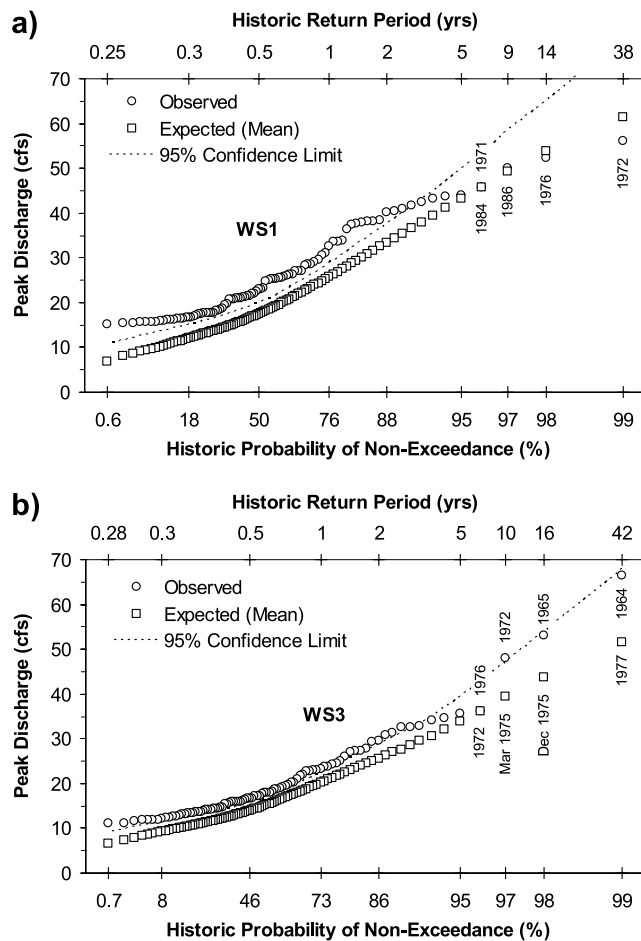 a)
Historic Return Period (yrs)
0.25 0.3 0.5 1 2 5 9 14 38
70
60
50
40
30
20
10
0
Peak Discharge (cfs)
Observed
Expected (Mean)
95% Confidence Limit
WS1
1971
1984
1986
1976
1972
0.6 18 50 76 88 95 97 98 99
Historic Probability of Non-Exceedance (%)
b)
Historic Return Period (yrs)
0.28 0.3 0.5 1 2 5 10 16 42
70
60
50
40
30
20
10
0
Peak Discharge (cfs)
Observed
Expected (Mean)
95% Confidence Limit
WS3
1976
1972
1972
Mar 1975
1965
Dec 1975
1964
1977
0.7 8 46 73 86 95 97 98 99
Historic Probability of Non-Exceedance (%)